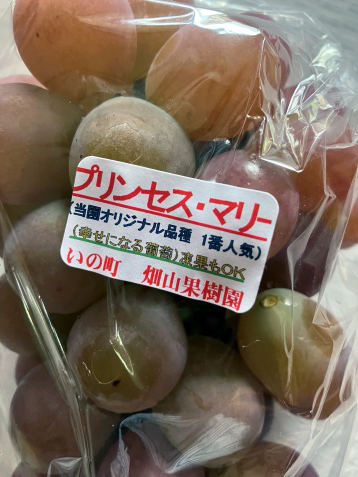 プリンセス・マリー
(当園オリジナル品種 1番人気)
(幸せになる葡萄)凍果もOK
いの町 畑山果樹園